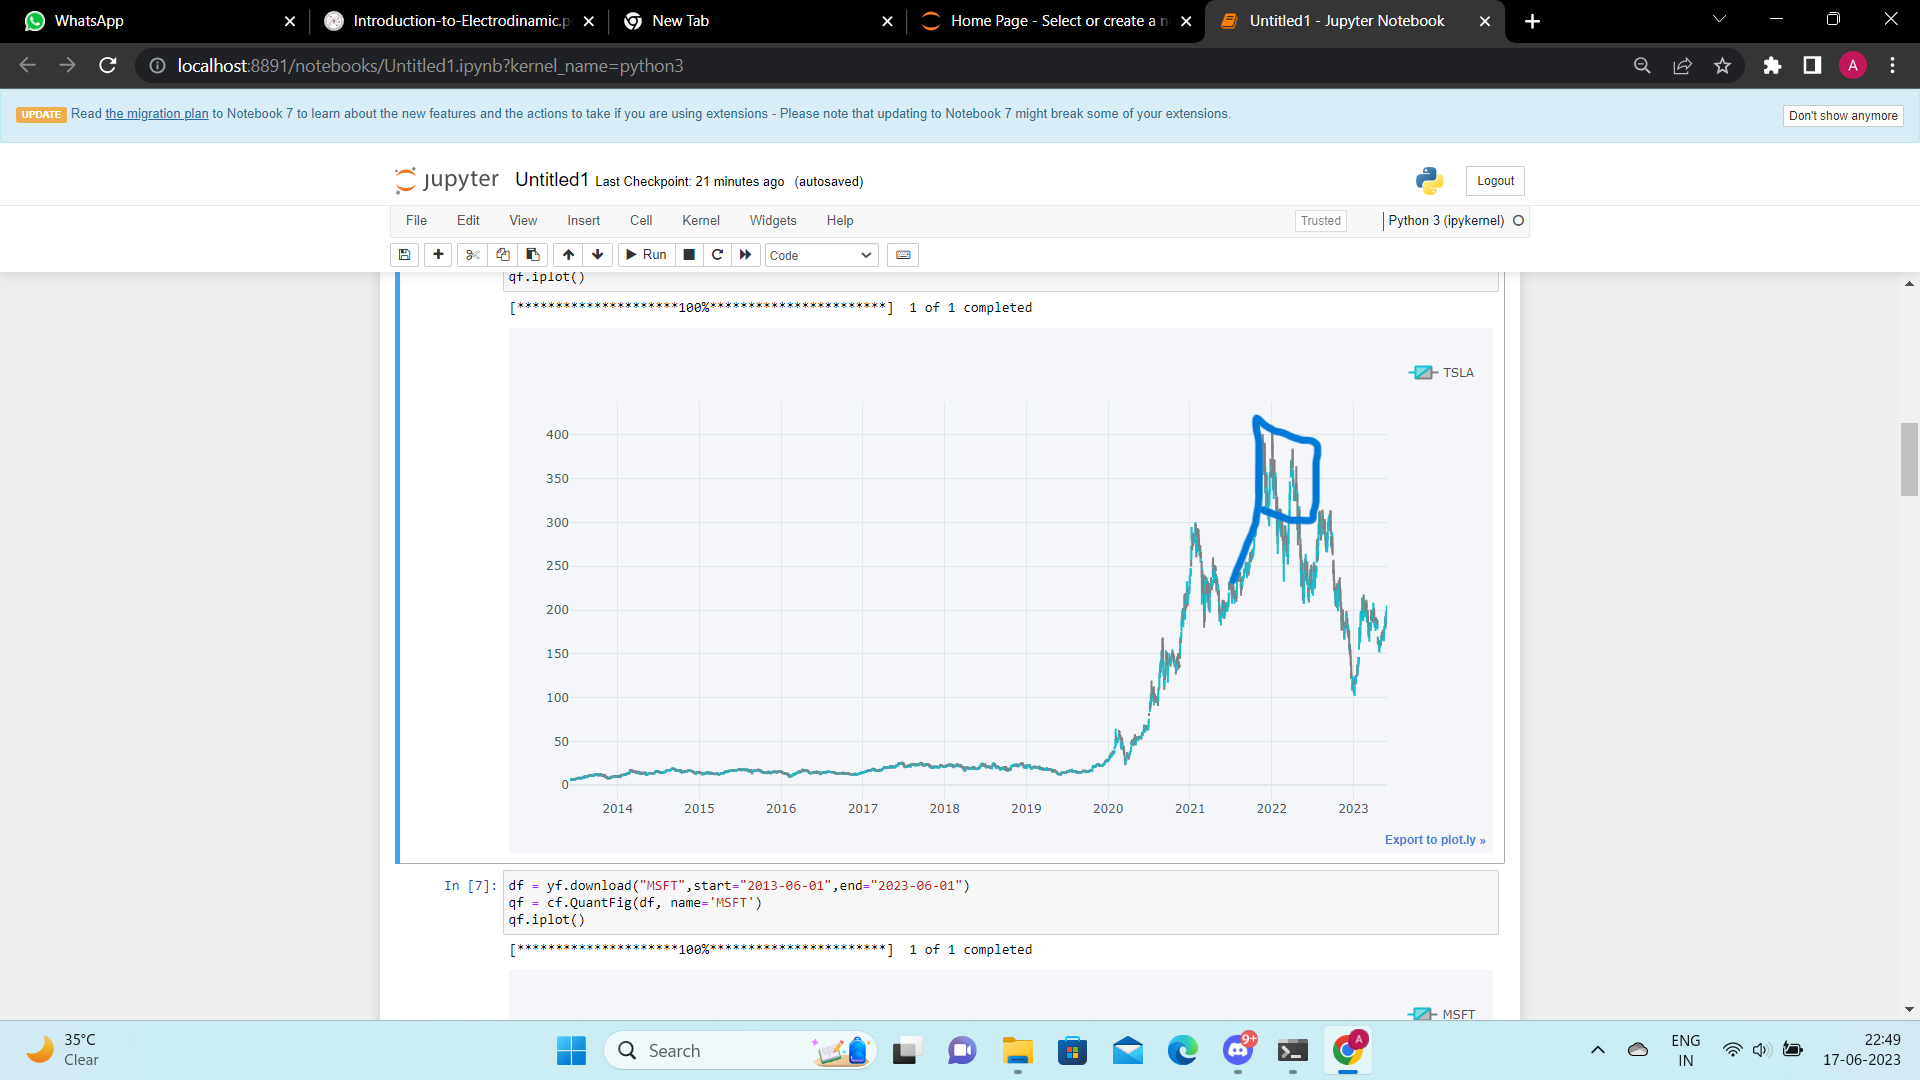 WhatsApp
Introduction-to-Electrodinamic.p
New Tab
Home Page - Select or create a n
Untitled1 - Jupyter Notebook
localhost:8891/notebooks/Untitled1.ipynb?kernel_name=python3
A
UPDATE Read the migration plan to Notebook 7 to learn about the new features and the actions to take if you are using extensions - Please note that updating to Notebook 7 might break some of your extensions.
Don't show anymore
jupyter Untitled1 Last Checkpoint: 21 minutes ago (autosaved)
Logout
File Edit View Insert Cell Kernel Widgets Help
Trusted
Python 3 (ipykernel)
Run
Code
qf.iplot()
[*********************100%***********************] 1 of 1 completed
TSLA
400
350
300
250
200
150
100
50
0
2014 2015 2016 2017 2018 2019 2020 2021 2022 2023
Export to plot.ly »
In [7]: df = yf.download("MSFT",start="2013-06-01",end="2023-06-01")
qf = cf.QuantFig(df, name='MSFT')
qf.iplot()
[*********************100%***********************] 1 of 1 completed
MSFT
35°C
Clear
Search
9+
A
ENG
IN
22:49
17-06-2023